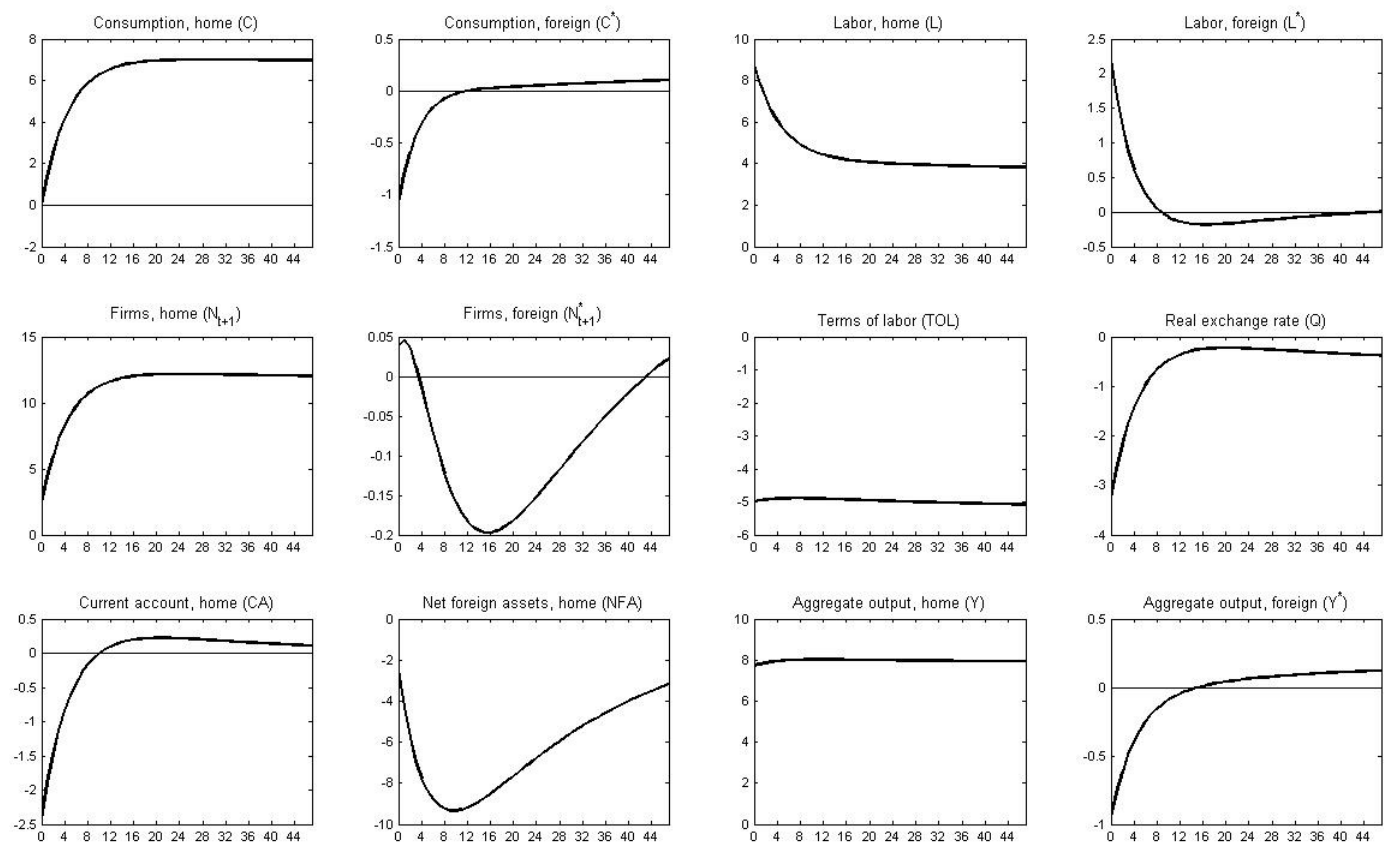 Consumption, home (C)
8
6
4
2
0
-2
0 4 8 12 16 20 24 28 32 36 40 44
Consumption, foreign (C*)
0.5
0
-0.5
-1
-1.5
0 4 8 12 16 20 24 28 32 36 40 44
Labor, home (L)
10
8
6
4
2
0
0 4 8 12 16 20 24 28 32 36 40 44
Labor, foreign (L*)
2.5
2
1.5
1
0.5
0
-0.5
0 4 8 12 16 20 24 28 32 36 40 44
Firms, home (Nt+1)
15
10
5
0
0 4 8 12 16 20 24 28 32 36 40 44
Firms, foreign (N*t+1)
0.05
0
-0.05
-0.1
-0.15
-0.2
0 4 8 12 16 20 24 28 32 36 40 44
Terms of labor (TOL)
0
-1
-2
-3
-4
-5
-6
0 4 8 12 16 20 24 28 32 36 40 44
Real exchange rate (Q)
0
-1
-2
-3
-4
0 4 8 12 16 20 24 28 32 36 40 44
Current account, home (CA)
0.5
0
-0.5
-1
-1.5
-2
-2.5
0 4 8 12 16 20 24 28 32 36 40 44
Net foreign assets, home (NFA)
0
-2
-4
-6
-8
-10
0 4 8 12 16 20 24 28 32 36 40 44
Aggregate output, home (Y)
10
8
6
4
2
0
0 4 8 12 16 20 24 28 32 36 40 44
Aggregate output, foreign (Y*)
0.5
0
-0.5
-1
0 4 8 12 16 20 24 28 32 36 40 44